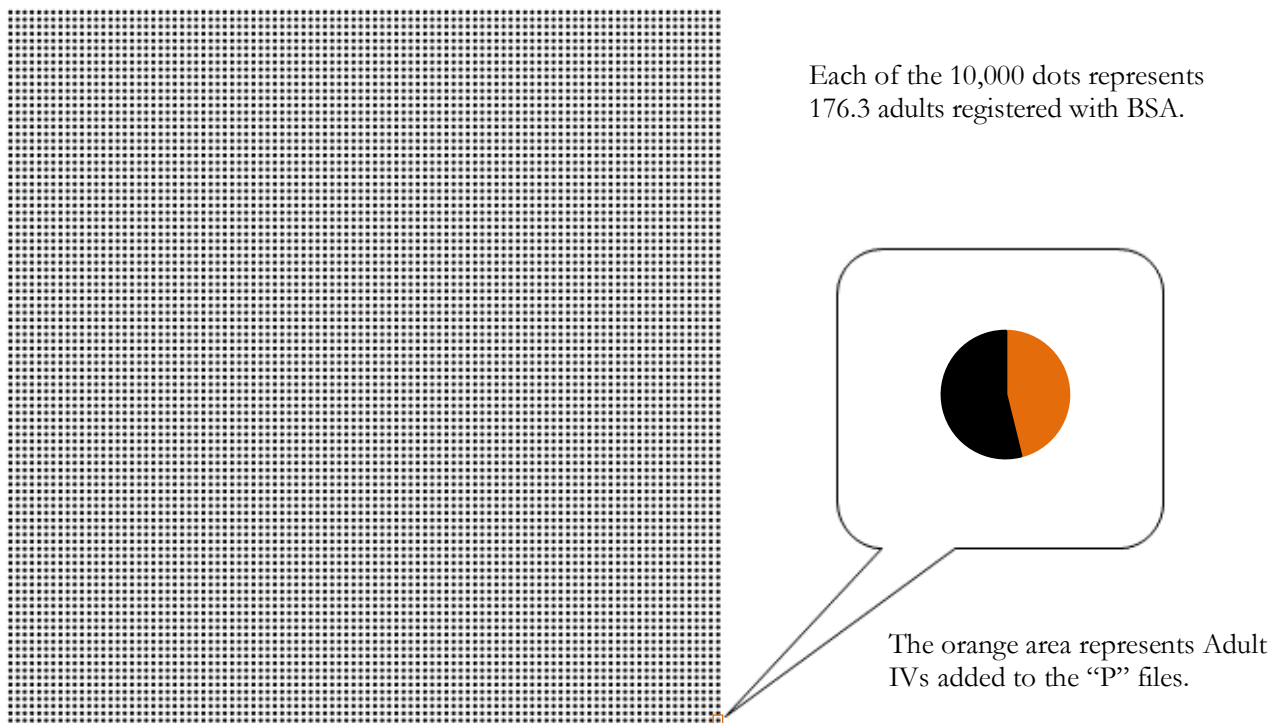 Each of the 10,000 dots represents
176.3 adults registered with BSA.
The orange area represents Adult
IVs added to the “P” files.